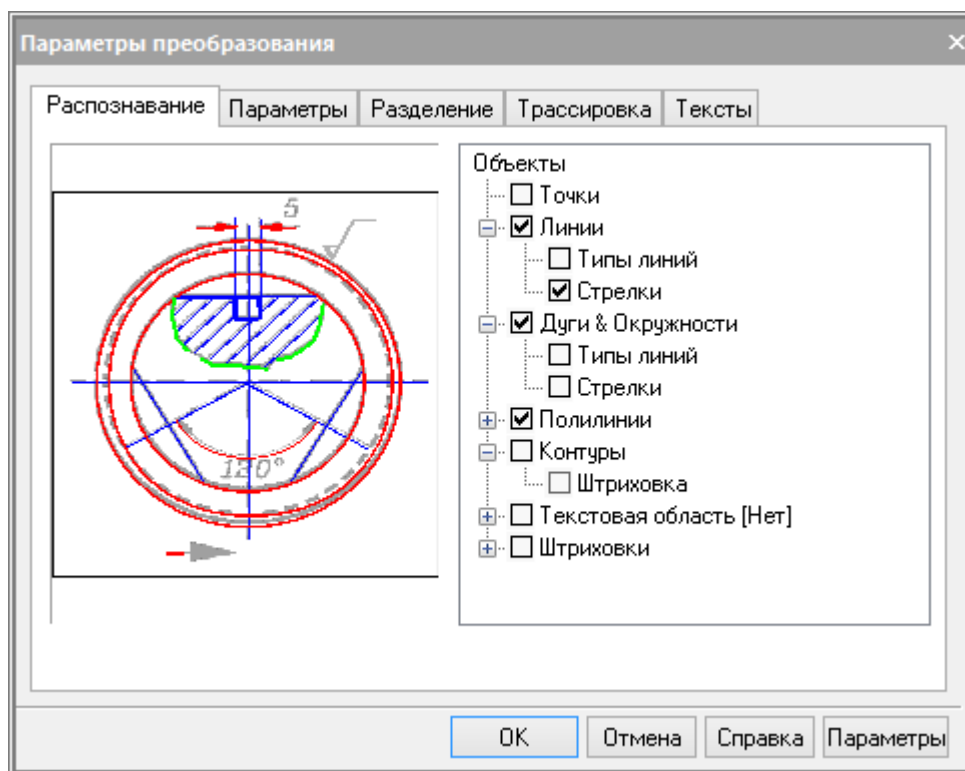 Параметры преобразования
Распознавание Параметры Разделение Трассировка Тексты
5
120°
Объекты
Точки
Линии
Типы линий
Стрелки
Дуги & Окружности
Типы линий
Стрелки
Полилинии
Контуры
Штриховка
Текстовая область [Нет]
Штриховки
ОК Отмена Справка Параметры